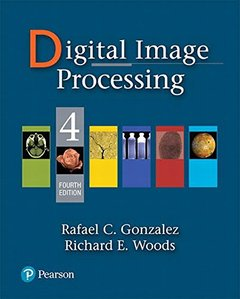 Digital Image
Processing
4
FOURTH
EDITION
Rafael C. Gonzalez
Richard E. Woods
Pearson